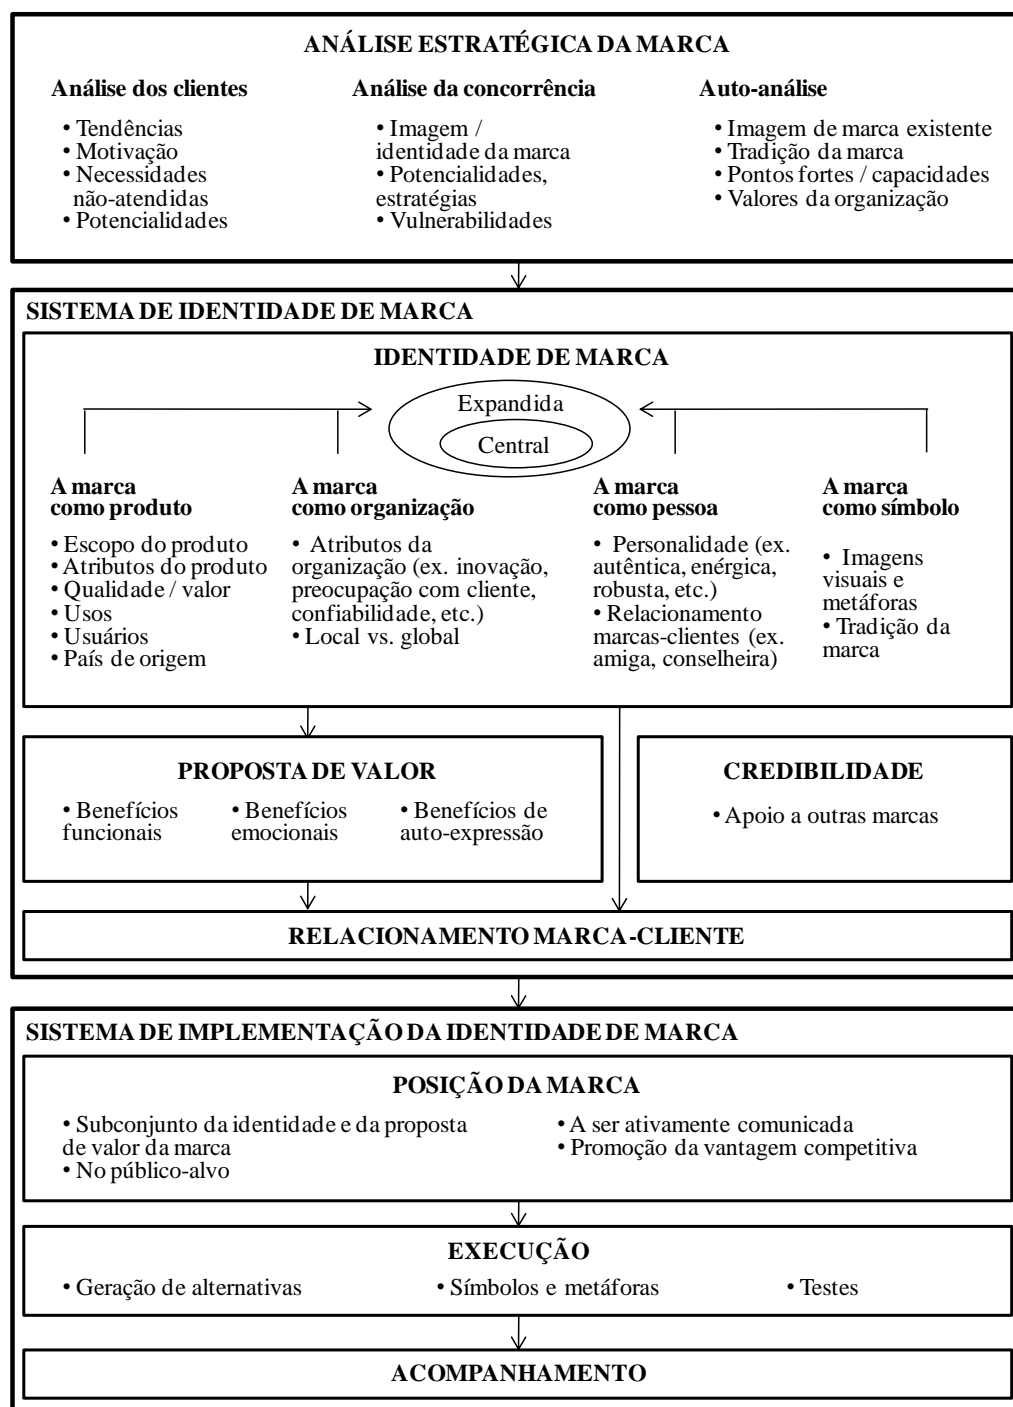 ANÁLISE ESTRATÉGICA DA MARCA
Análise dos clientes
• Tendências
• Motivação
• Necessidades
não-atendidas
• Potencialidades
Análise da concorrência
• Imagem /
identidade da marca
• Potencialidades,
estratégias
• Vulnerabilidades
Auto-análise
• Imagem de marca existente
• Tradição da marca
• Pontos fortes / capacidades
• Valores da organização
SISTEMA DE IDENTIDADE DE MARCA
IDENTIDADE DE MARCA
Expandida
Central
A marca
como produto
• Escopo do produto
• Atributos do produto
• Qualidade / valor
• Usos
• Usuários
• País de origem
A marca
como organização
• Atributos da
organização (ex. inovação,
preocupação com cliente,
confiabilidade, etc.)
• Local vs. global
A marca
como pessoa
• Personalidade (ex.
autêntica, enérgica,
robusta, etc.)
• Relacionamento
marcas-clientes (ex.
amiga, conselheira)
A marca
como símbolo
• Imagens
visuais e
metáforas
• Tradição da
marca
PROPOSTA DE VALOR
• Benefícios
funcionais
• Benefícios
emocionais
• Benefícios de
auto-expressão
CREDIBILIDADE
• Apoio a outras marcas
RELACIONAMENTO MARCA-CLIENTE
SISTEMA DE IMPLEMENTAÇÃO DA IDENTIDADE DE MARCA
POSIÇÃO DA MARCA
• Subconjunto da identidade e da proposta
de valor da marca
• No público-alvo
• A ser ativamente comunicada
• Promoção da vantagem competitiva
EXECUÇÃO
• Geração de alternativas
• Símbolos e metáforas
• Testes
ACOMPANHAMENTO